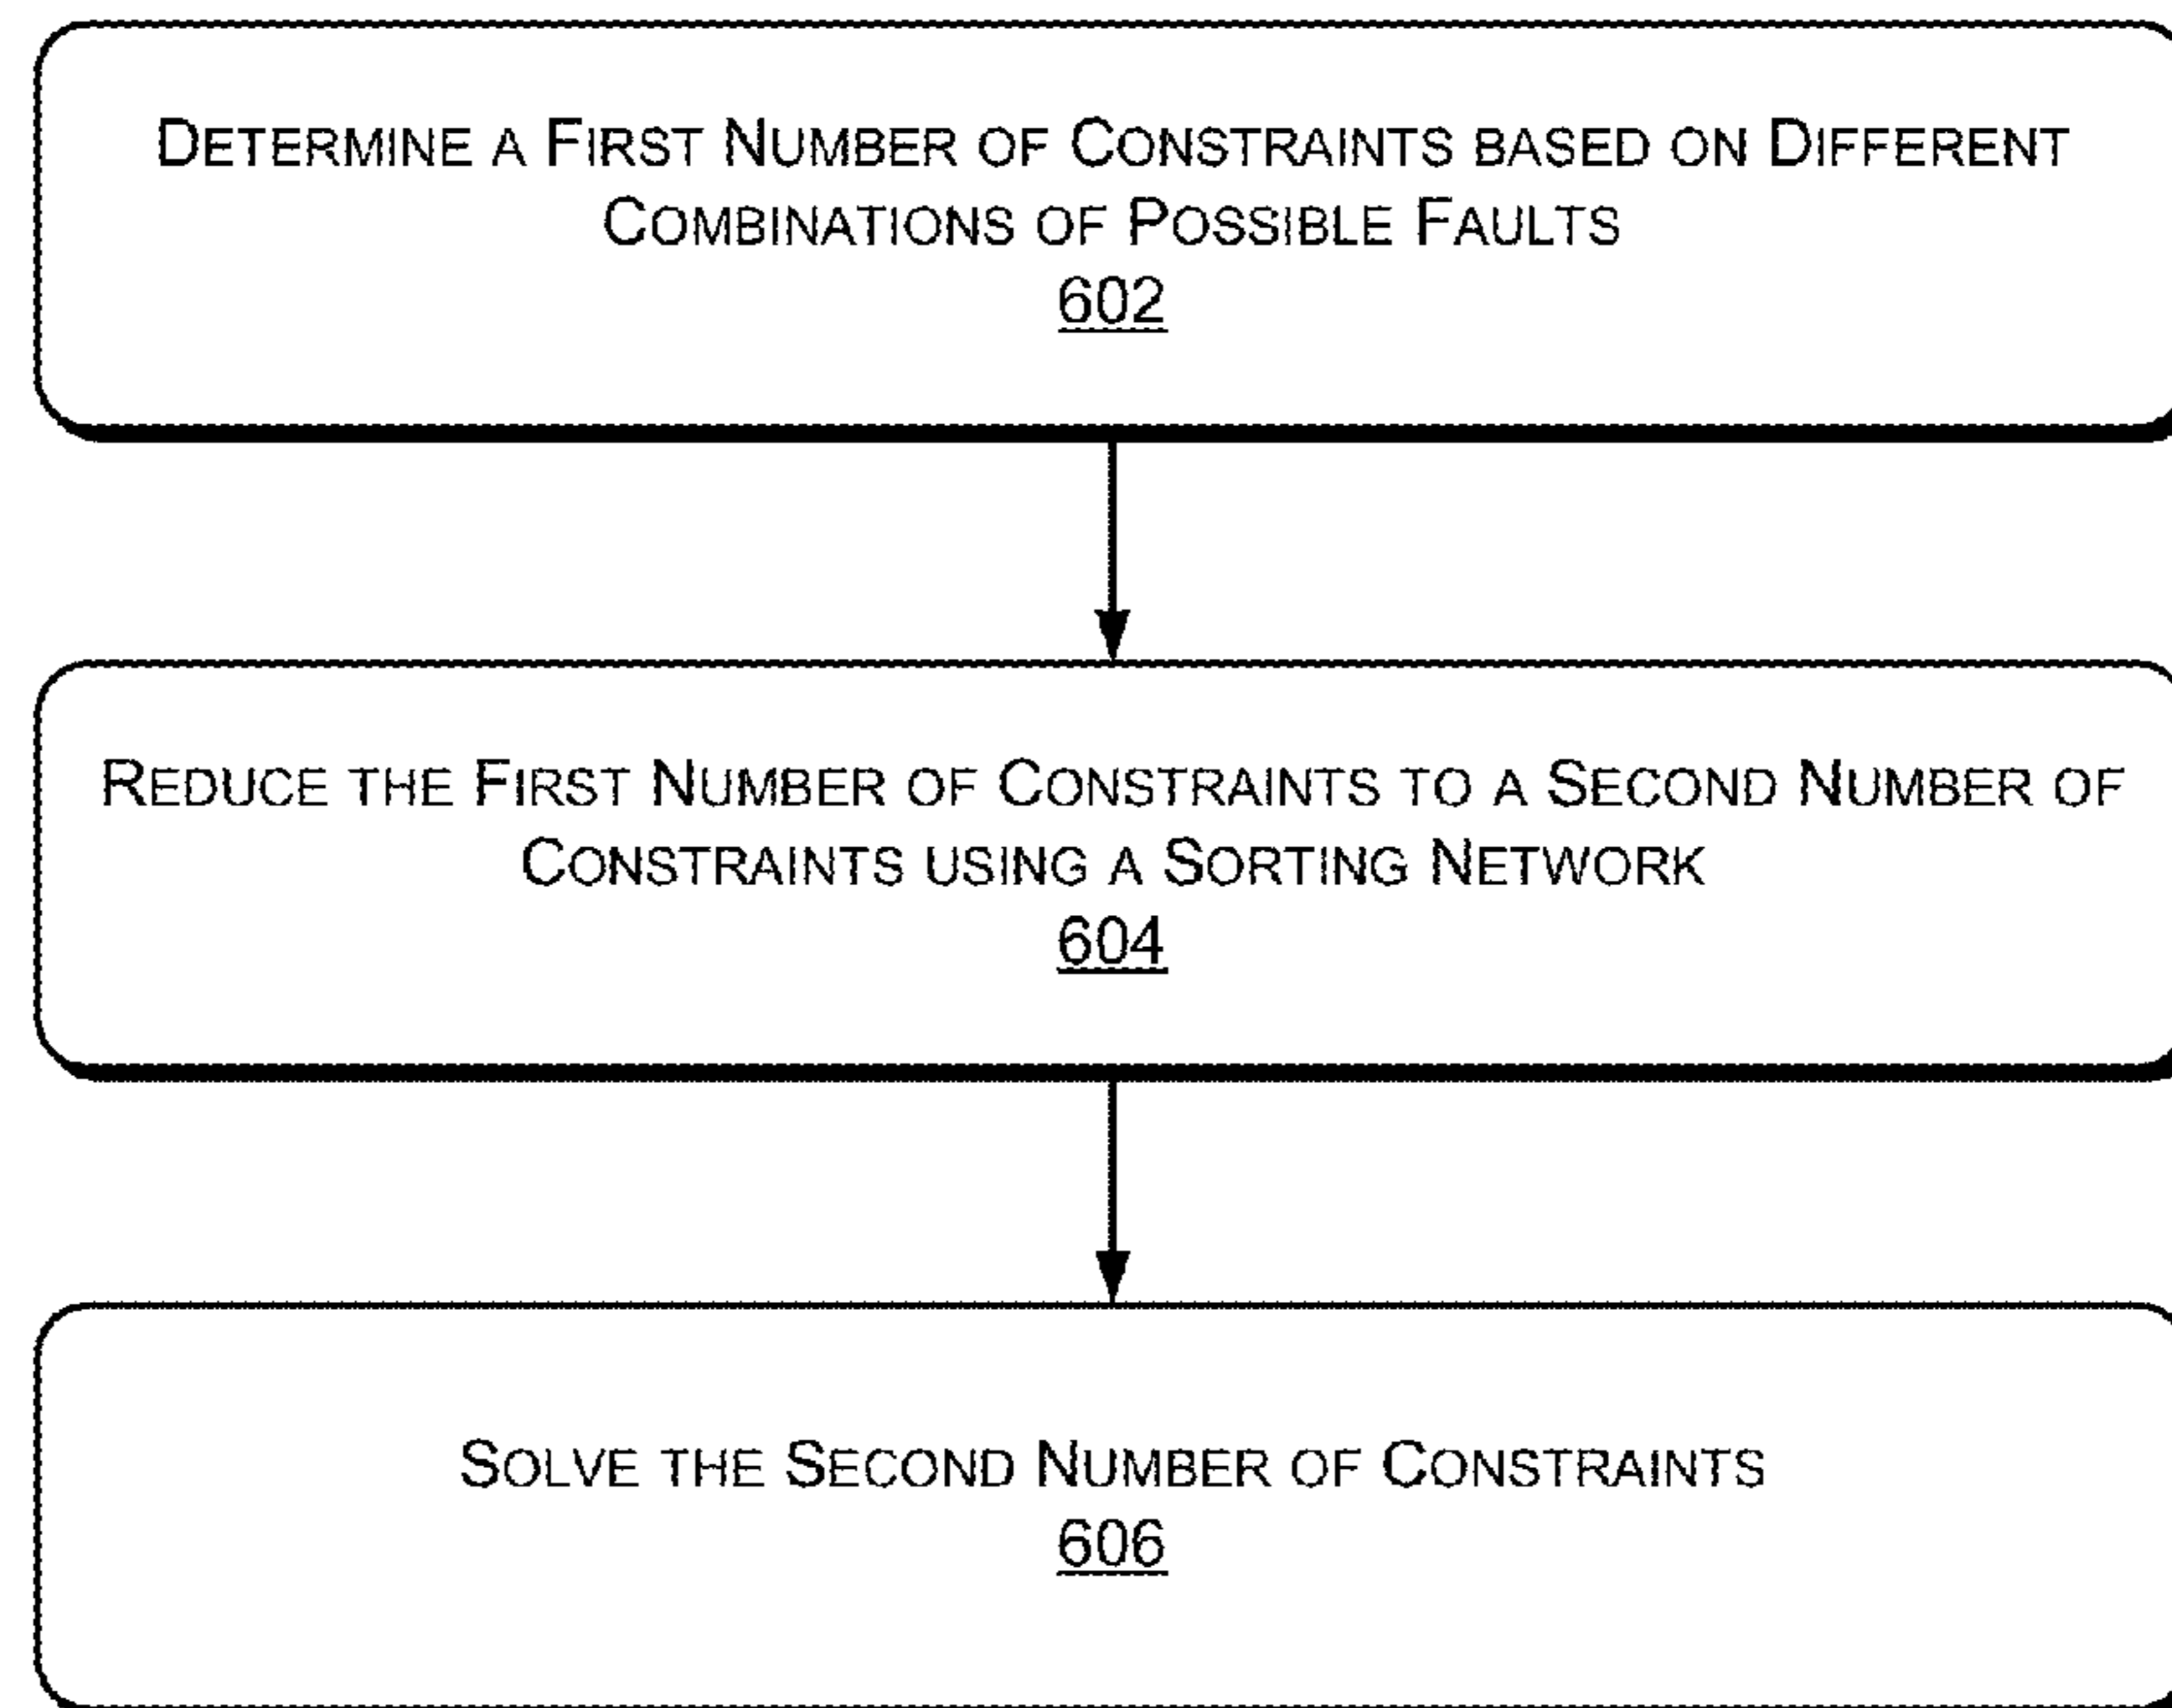 Determine a First Number of Constraints based on Different
Combinations of Possible Faults
602
Reduce the First Number of Constraints to a Second Number of
Constraints using a Sorting Network
604
Solve the Second Number of Constraints
606